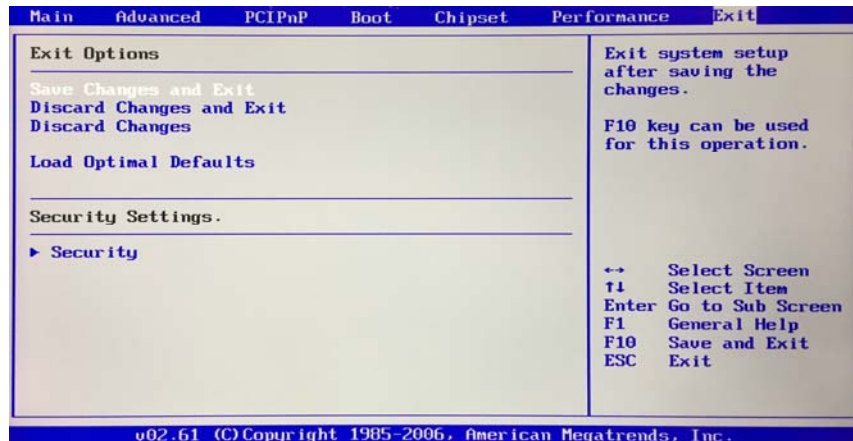 Main Advanced PCIPnP Boot Chipset Performance Exit
Exit Options
Save Changes and Exit
Discard Changes and Exit
Discard Changes
Load Optimal Defaults
Security Settings.
► Security
Exit system setup
after saving the
changes.
F10 key can be used
for this operation.
↔ Select Screen
↑↓ Select Item
Enter Go to Sub Screen
F1 General Help
F10 Save and Exit
ESC Exit
v02.61 (C)Copyright 1985-2006, American Megatrends, Inc.